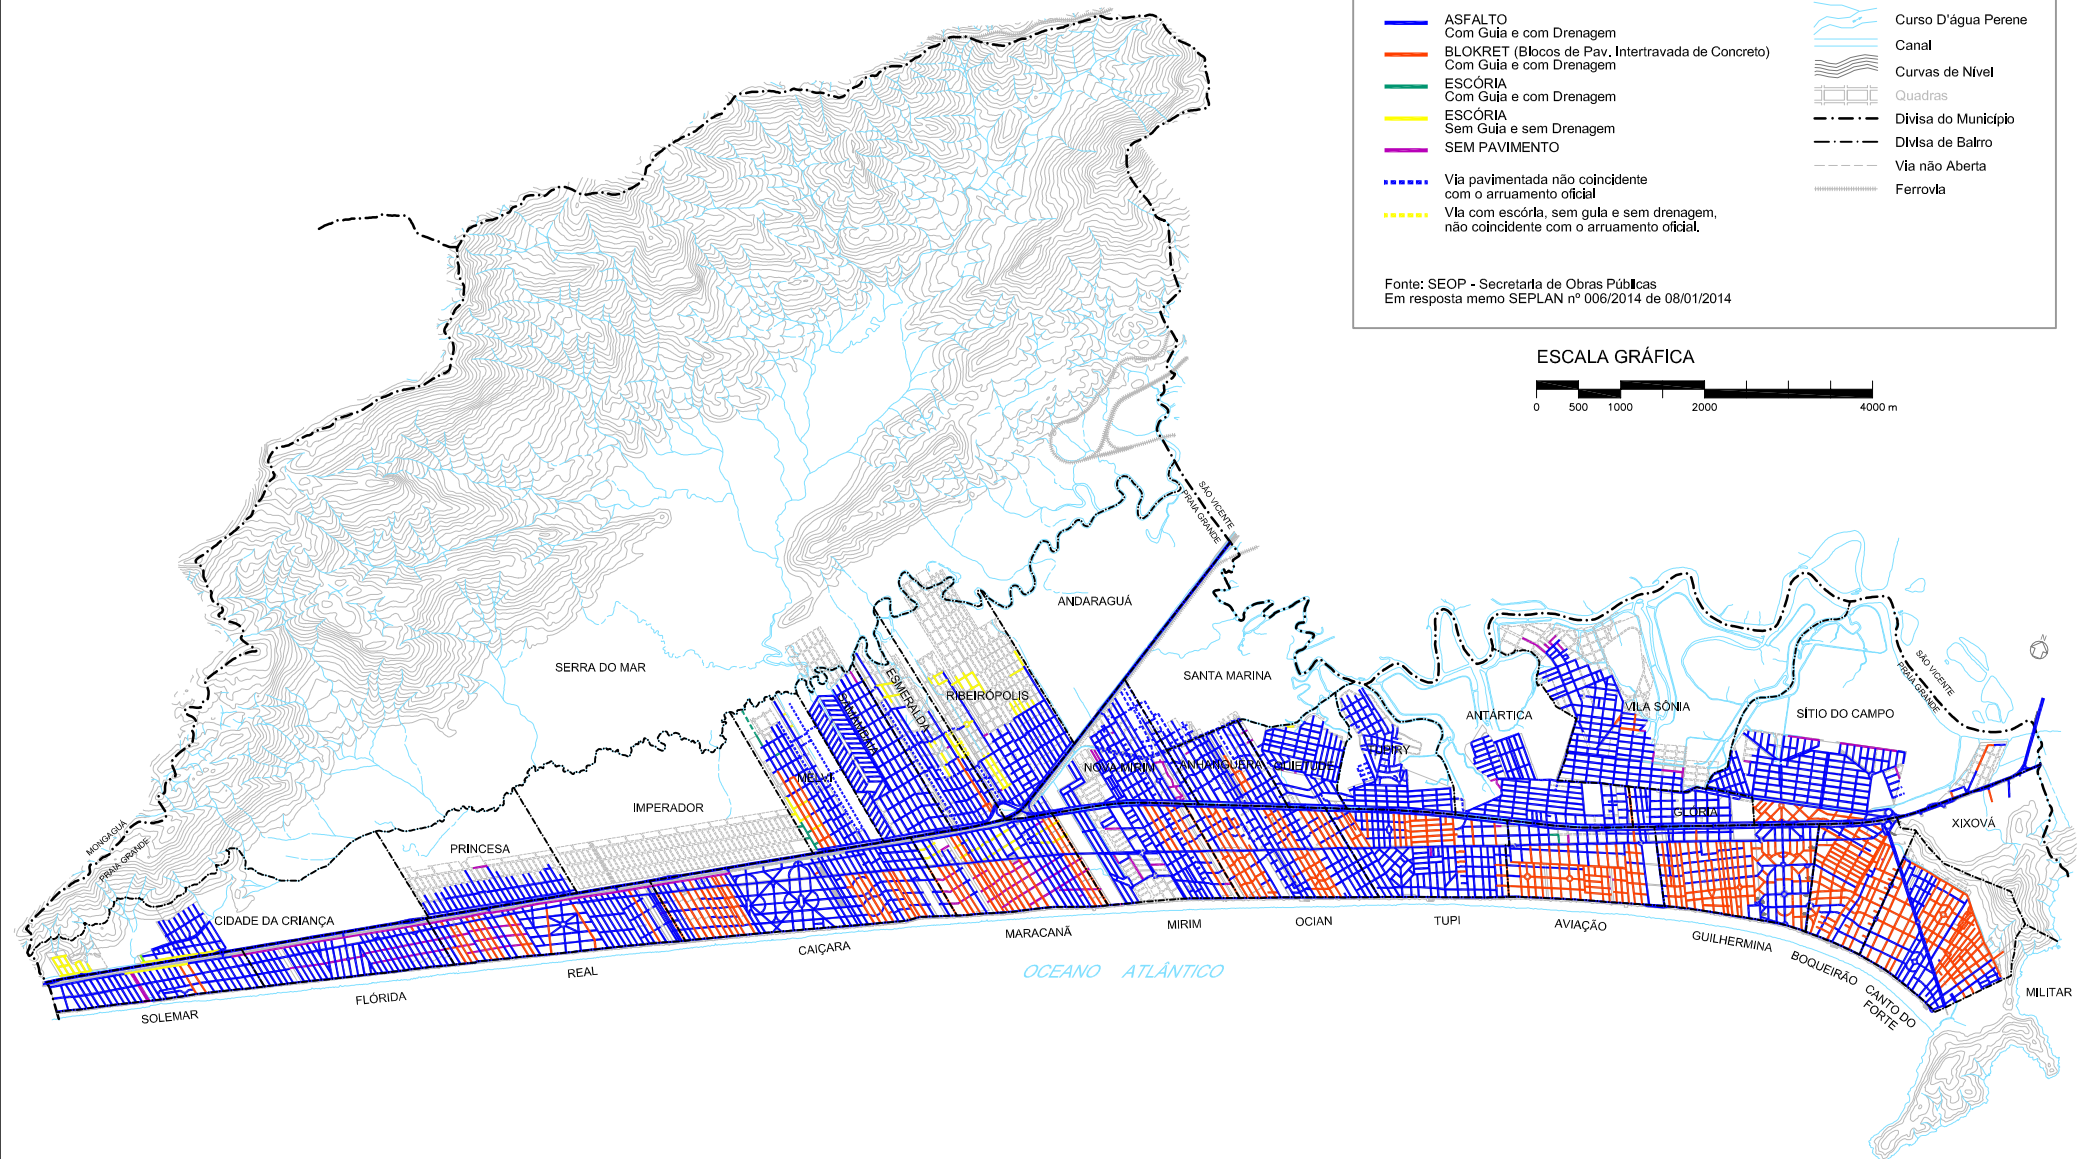 ASFALTO
Com Guia e com Drenagem
BLOKRET (Blocos de Pav. Intertravada de Concreto)
Com Guia e com Drenagem
ESCÓRIA
Com Guia e com Drenagem
ESCÓRIA
Sem Guia e sem Drenagem
SEM PAVIMENTO
Via pavimentada não coincidente
com o arruamento oficial
Via com escória, sem guia e sem drenagem,
não coincidente com o arruamento oficial.
Curso D'água Perene
Canal
Curvas de Nível
Quadras
Divisa do Município
Divisa de Bairro
Via não Aberta
Ferrovia
Fonte: SEOP - Secretaria de Obras Públicas
Em resposta memo SEPLAN nº 006/2014 de 08/01/2014
ESCALA GRÁFICA
0 500 1000 2000 4000 m
SÃO VICENTE
PRAIA GRANDE
ANDARAGUÁ
SERRA DO MAR
SANTA MARINA
ESMERALDA
RIBEIRÓPOLIS
ANTÁRTICA
VILA SÔNIA
SÍTIO DO CAMPO
SÃO VICENTE
PRAIA GRANDE
N
NOVA MIRIM
ANHANGUERA
QUIETUDE
TUPIRY
MELVI
IMPERADOR
GLÓRIA
XIXOVÁ
MONGAGUÁ
PRAIA GRANDE
PRINCESA
CIDADE DA CRIANÇA
SOLEMAR
FLÓRIDA
REAL
CAIÇARA
MARACANÃ
MIRIM
OCIAN
TUPI
AVIAÇÃO
GUILHERMINA
BOQUEIRÃO
CANTO DO
FORTE
MILITAR
OCEANO ATLÂNTICO